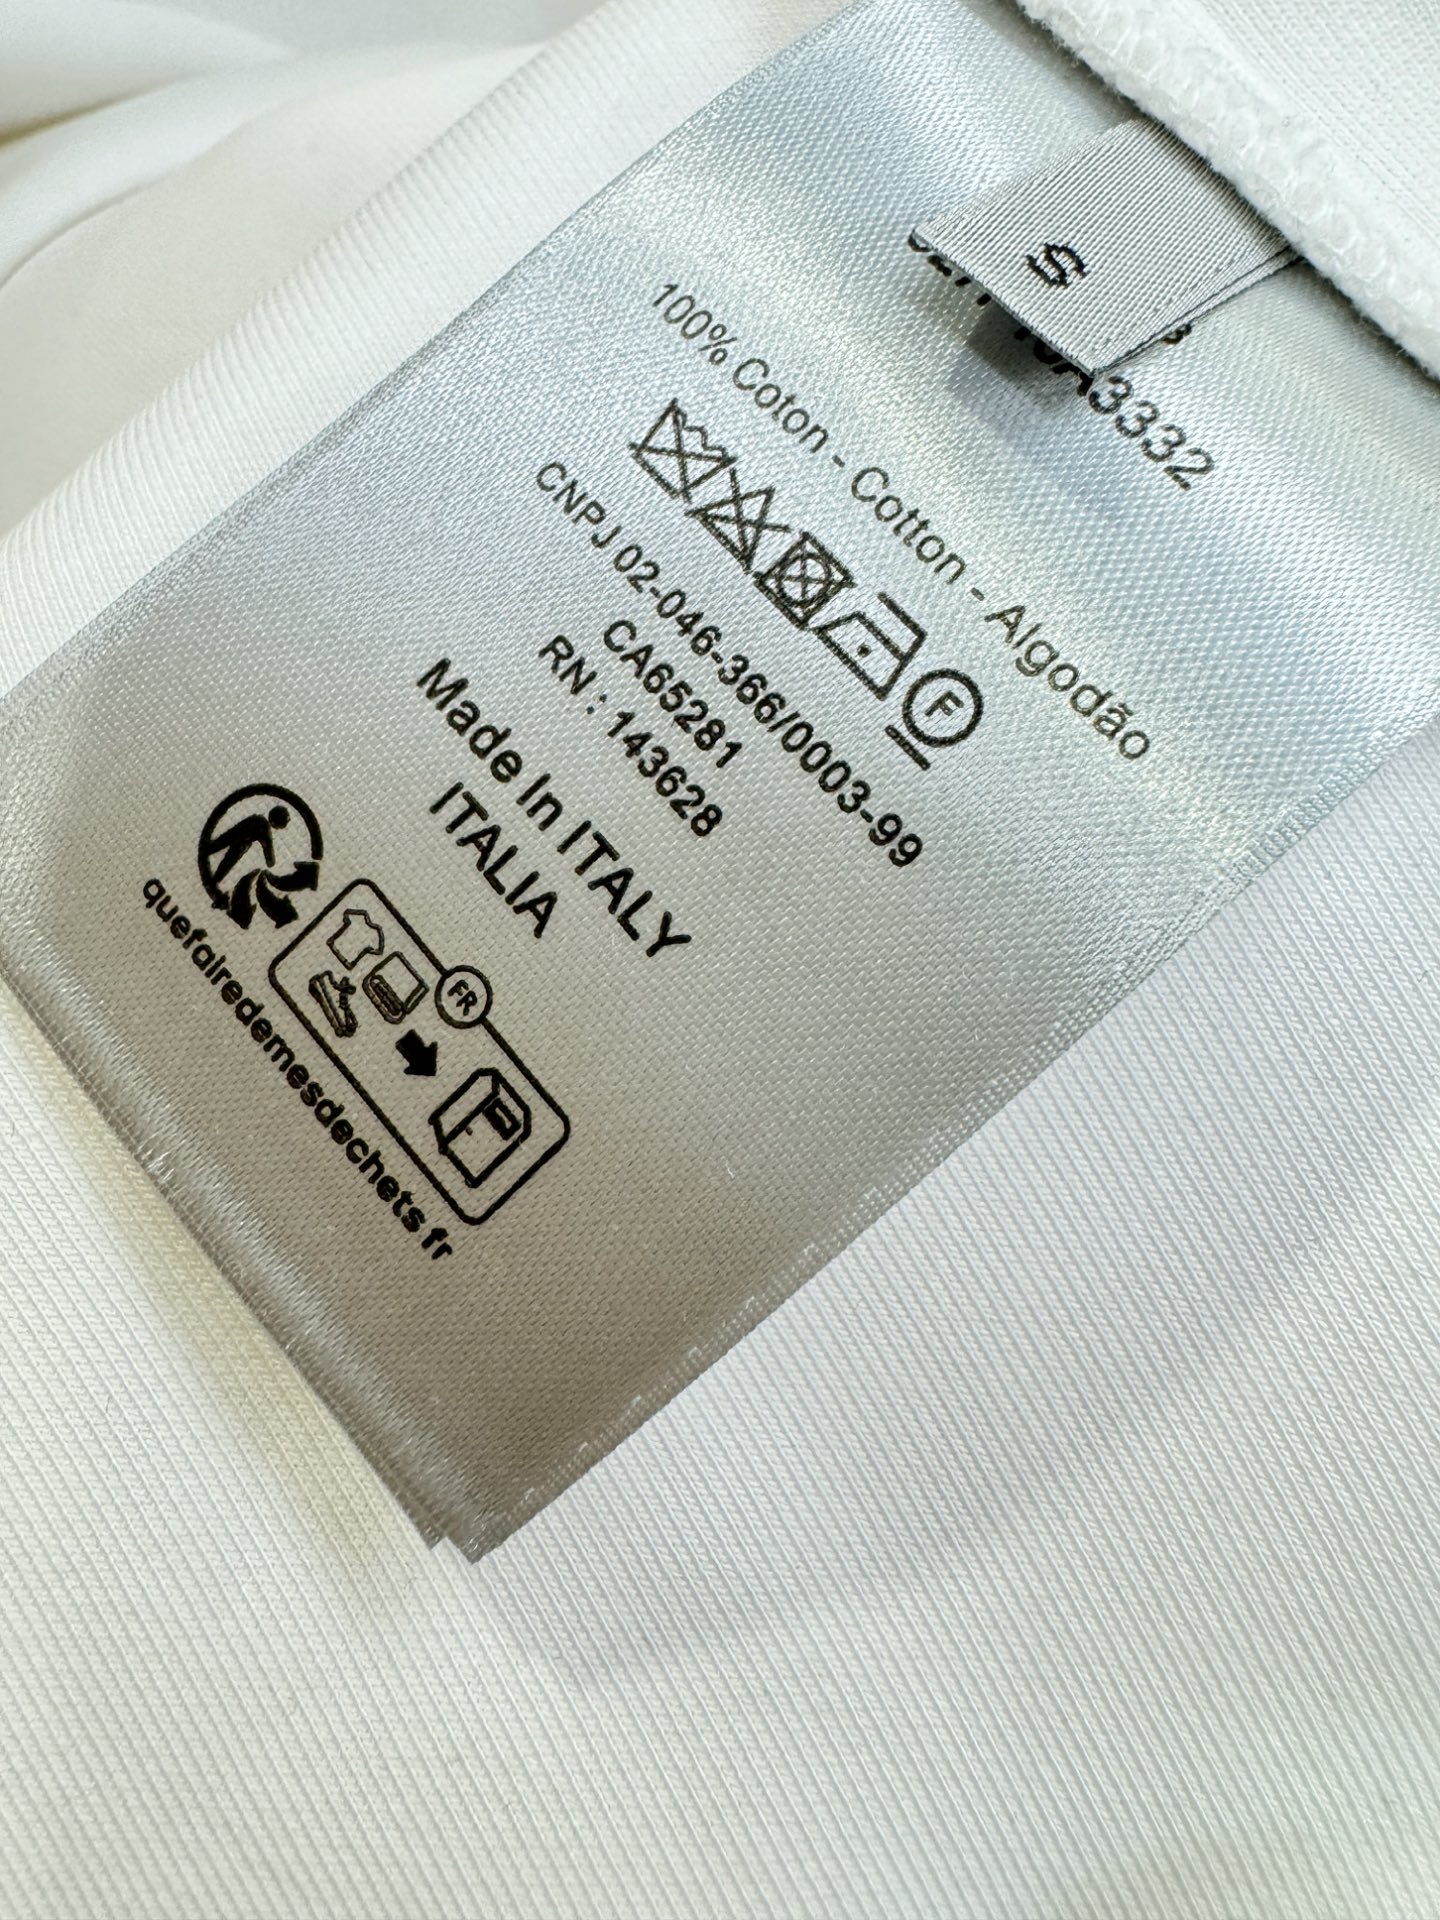 S
A3332
100% Coton - Cotton - Algodão
F
CNPJ 02-046-366/0003-99
CA65281
RN : 143628
Made In ITALY
ITALIA
FR
quefairedemesdechets.fr